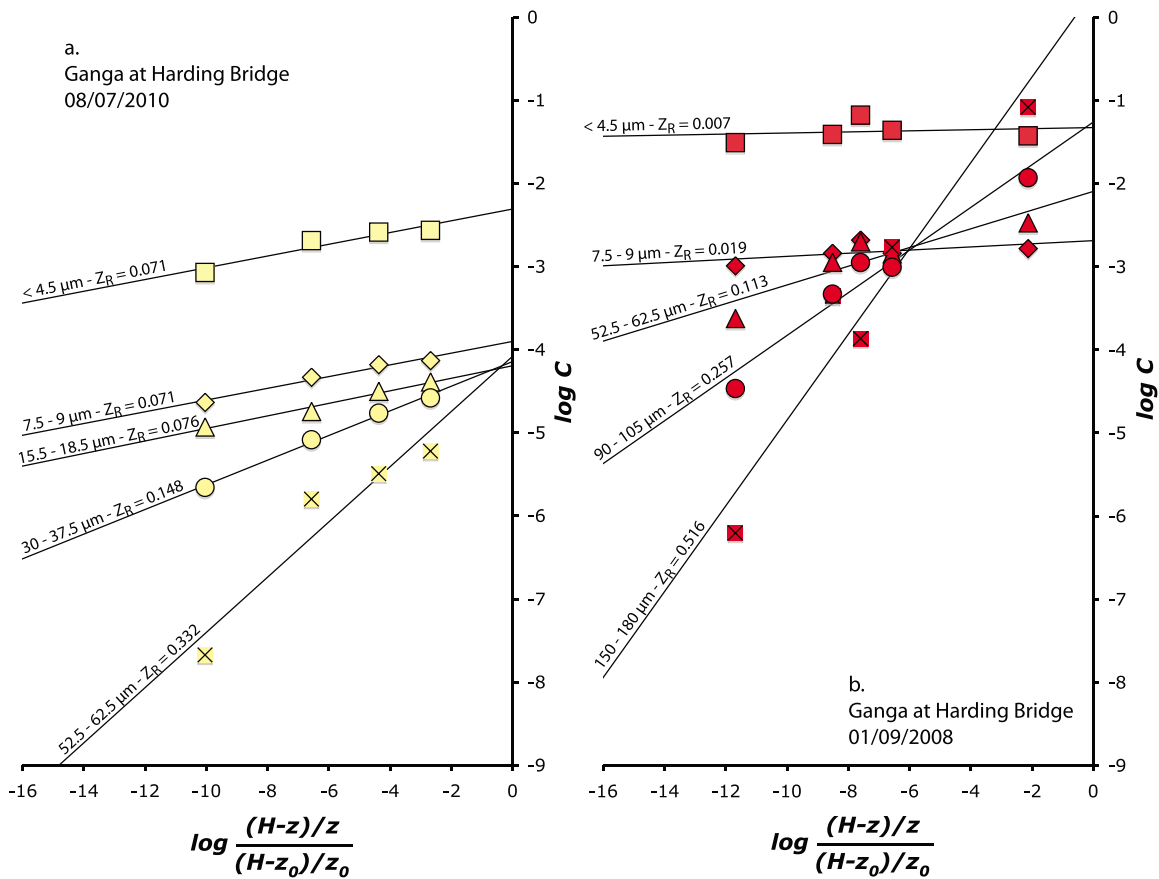 a.
Ganga at Harding Bridge
08/07/2010
< 4.5 µm - Z_R = 0.071
7.5 - 9 µm - Z_R = 0.071
15.5 - 18.5 µm - Z_R = 0.076
30 - 37.5 µm - Z_R = 0.148
52.5 - 62.5 µm - Z_R = 0.332
0
-1
-2
-3
-4
-5
-6
-7
-8
-9
log C
-16 -14 -12 -10 -8 -6 -4 -2 0
log (H-z)/z
(H-z0)/z0
< 4.5 µm - Z_R = 0.007
7.5 - 9 µm - Z_R = 0.019
52.5 - 62.5 µm - Z_R = 0.113
90 - 105 µm - Z_R = 0.257
150 - 180 µm - Z_R = 0.516
b.
Ganga at Harding Bridge
01/09/2008
0
-1
-2
-3
-4
-5
-6
-7
-8
-9
log C
-16 -14 -12 -10 -8 -6 -4 -2 0
log (H-z)/z
(H-z0)/z0